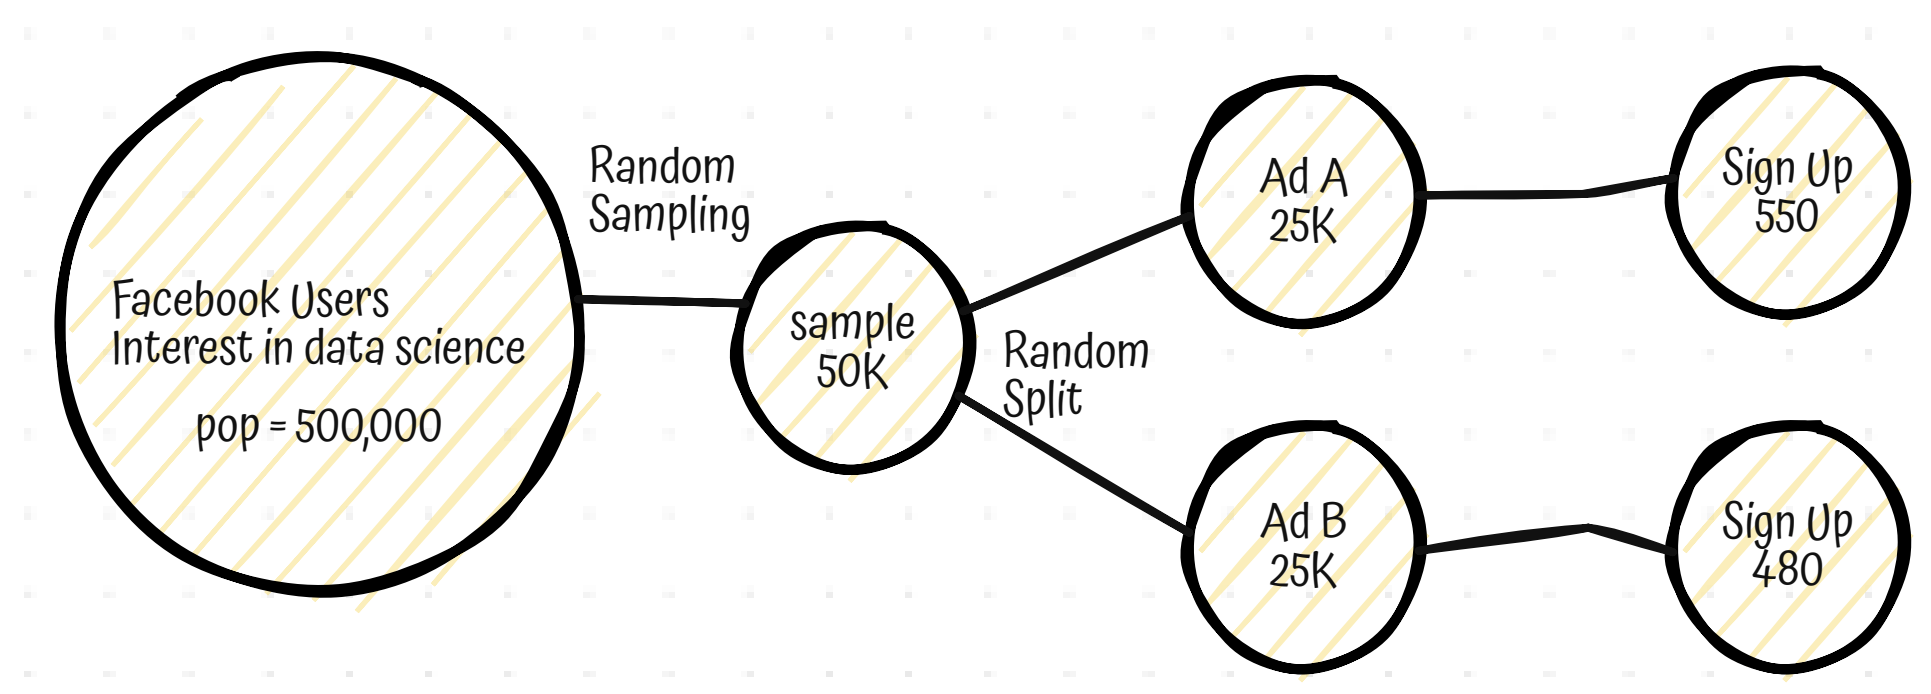 Facebook Users
Interest in data science
pop = 500,000
Random
Sampling
sample
50K
Random
Split
Ad A
25K
Sign Up
550
Ad B
25K
Sign Up
480